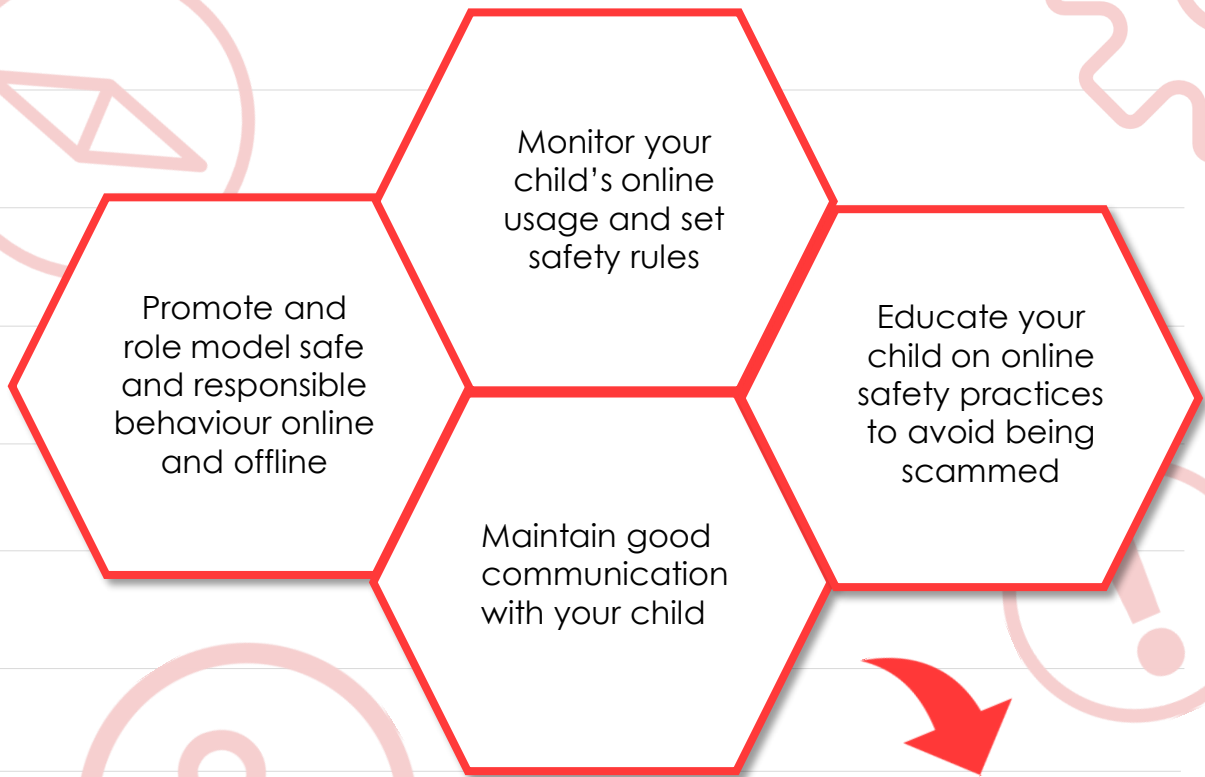 Monitor your
child’s online
usage and set
safety rules
Promote and
role model safe
and responsible
behaviour online
and offline
Educate your
child on online
safety practices
to avoid being
scammed
Maintain good
communication
with your child